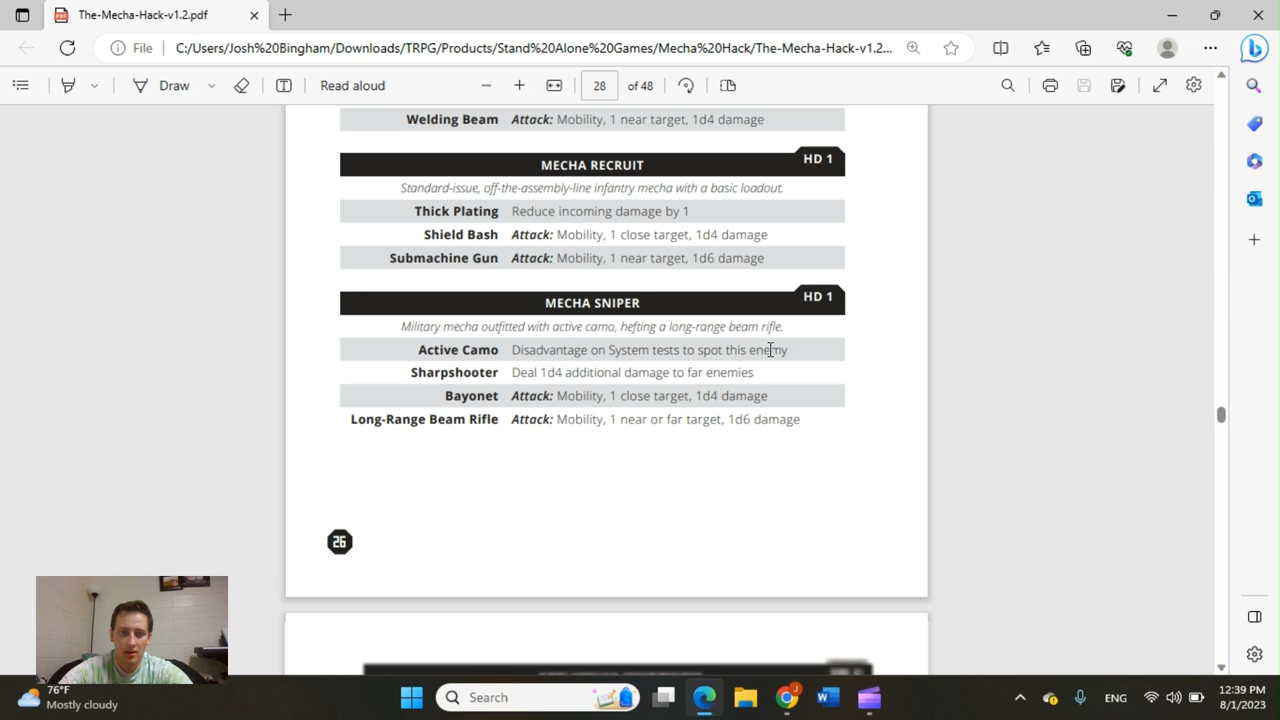 The-Mecha-Hack-v1.2.pdf
File
C:/Users/Josh%20Bingham/Downloads/TRPG/Products/Stand%20Alone%20Games/Mecha%20Hack/The-Mecha-Hack-v1.2...
Draw
Read aloud
28 of 48
Welding Beam Attack: Mobility, 1 near target, 1d4 damage
MECHA RECRUIT HD 1
Standard-issue, off-the-assembly-line infantry mecha with a basic loadout.
Thick Plating Reduce incoming damage by 1
Shield Bash Attack: Mobility, 1 close target, 1d4 damage
Submachine Gun Attack: Mobility, 1 near target, 1d6 damage
MECHA SNIPER HD 1
Military mecha outfitted with active camo, hefting a long-range beam rifle.
Active Camo Disadvantage on System tests to spot this enemy
Sharpshooter Deal 1d4 additional damage to far enemies
Bayonet Attack: Mobility, 1 close target, 1d4 damage
Long-Range Beam Rifle Attack: Mobility, 1 near or far target, 1d6 damage
26
76°F
Mostly cloudy
Search
ENG
12:39 PM
8/1/2023